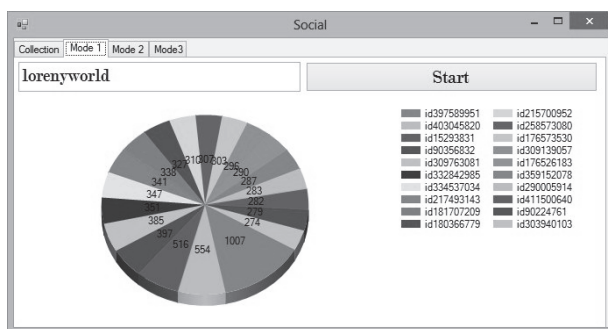 Social
Collection Mode 1 Mode 2 Mode3
lorenyworld Start
id397589951 id215700952
id403045820 id258573080
id15293831 id176573530
id90356832 id309139057
id309763081 id176526183
id332842985 id359152078
id334537034 id290005914
id217493143 id411500640
id181707209 id90224761
id180366779 id303940103
327 310 307 303 296
338 290
341 287
347 283
351 282
385 279
397 274
516 554 1007